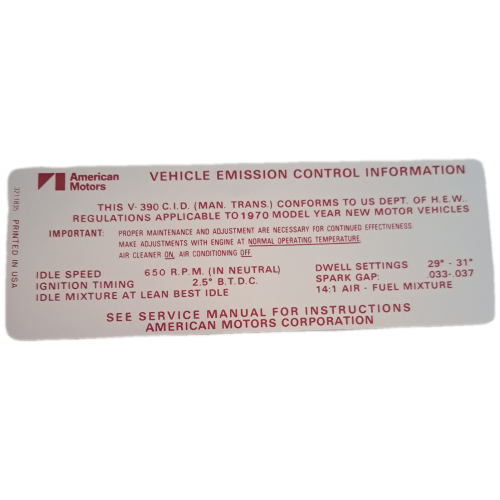 American
Motors
VEHICLE EMISSION CONTROL INFORMATION
THIS V-390 C.I.D. (MAN. TRANS.) CONFORMS TO US DEPT. OF H.E.W..
REGULATIONS APPLICABLE TO 1970 MODEL YEAR NEW MOTOR VEHICLES
IMPORTANT: PROPER MAINTENANCE AND ADJUSTMENT ARE NECESSARY FOR CONTINUED EFFECTIVENESS
MAKE ADJUSTMENTS WITH ENGINE AT NORMAL OPERATING TEMPERATURE.
AIR CLEANER ON, AIR CONDITIONING OFF.
IDLE SPEED 650 R.P.M. (IN NEUTRAL) DWELL SETTINGS 29° - 31°
IGNITION TIMING 2.5° B.T.D.C. SPARK GAP: .033-.037
IDLE MIXTURE AT LEAN BEST IDLE 14:1 AIR - FUEL MIXTURE
SEE SERVICE MANUAL FOR INSTRUCTIONS
AMERICAN MOTORS CORPORATION
PRINTED IN USA